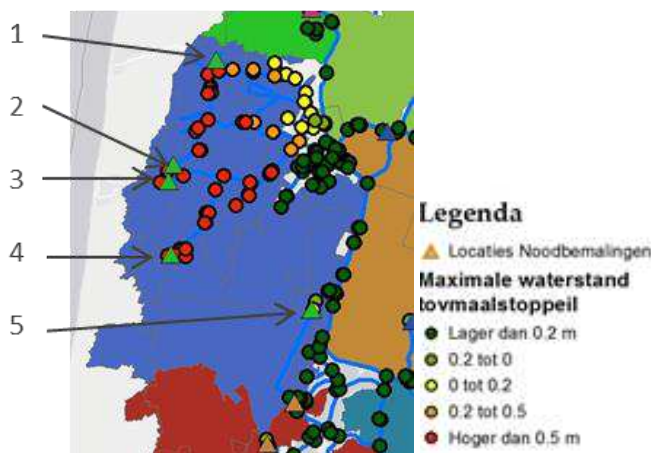 1
2
3
4
5
Legenda
Locaties Noodbemalingen
Maximale waterstand
tovmaalstoppeil
Lager dan 0.2 m
0.2 tot 0
0 tot 0.2
0.2 tot 0.5
Hoger dan 0.5 m